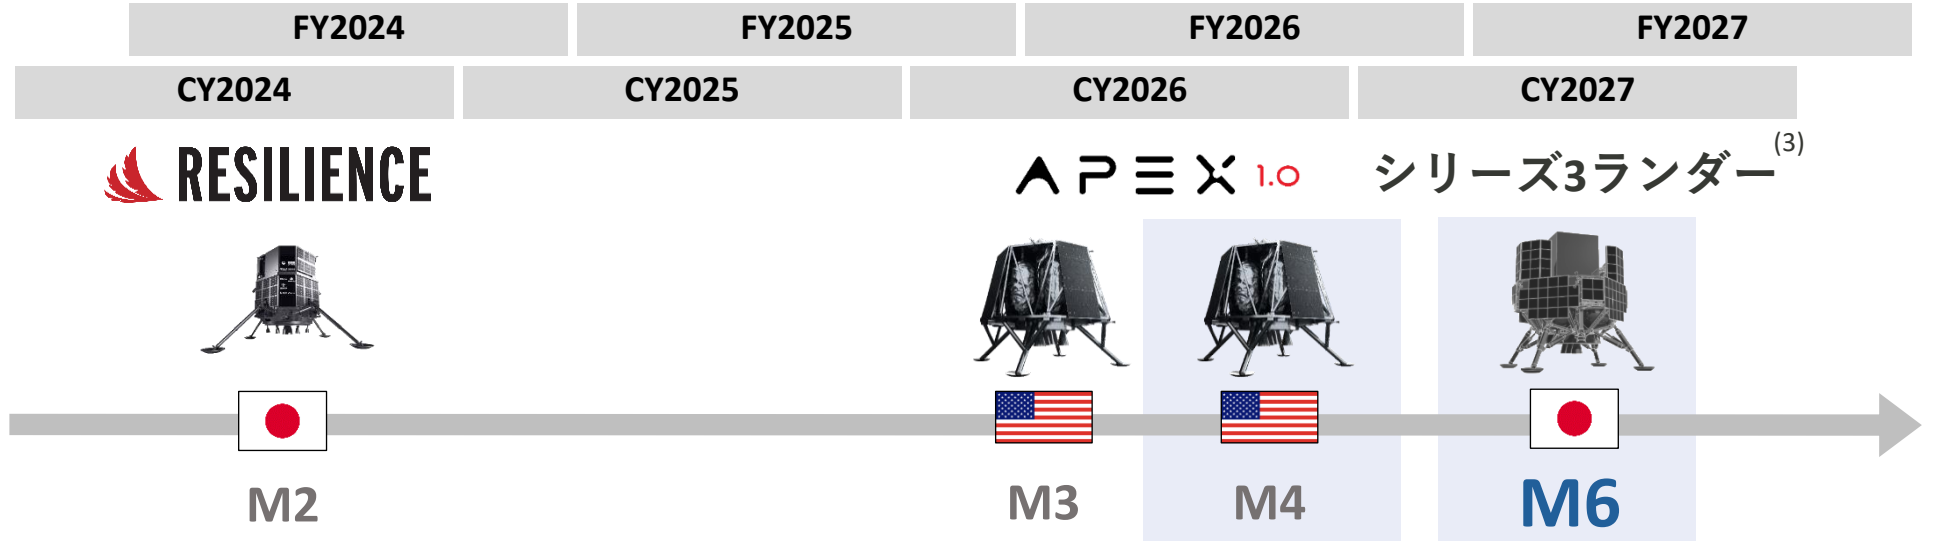 FY2024 FY2025 FY2026 FY2027
CY2024 CY2025 CY2026 CY2027
RESILIENCE
APEX 1.0
シリーズ3ランダー(3)
M2 M3 M4 M6